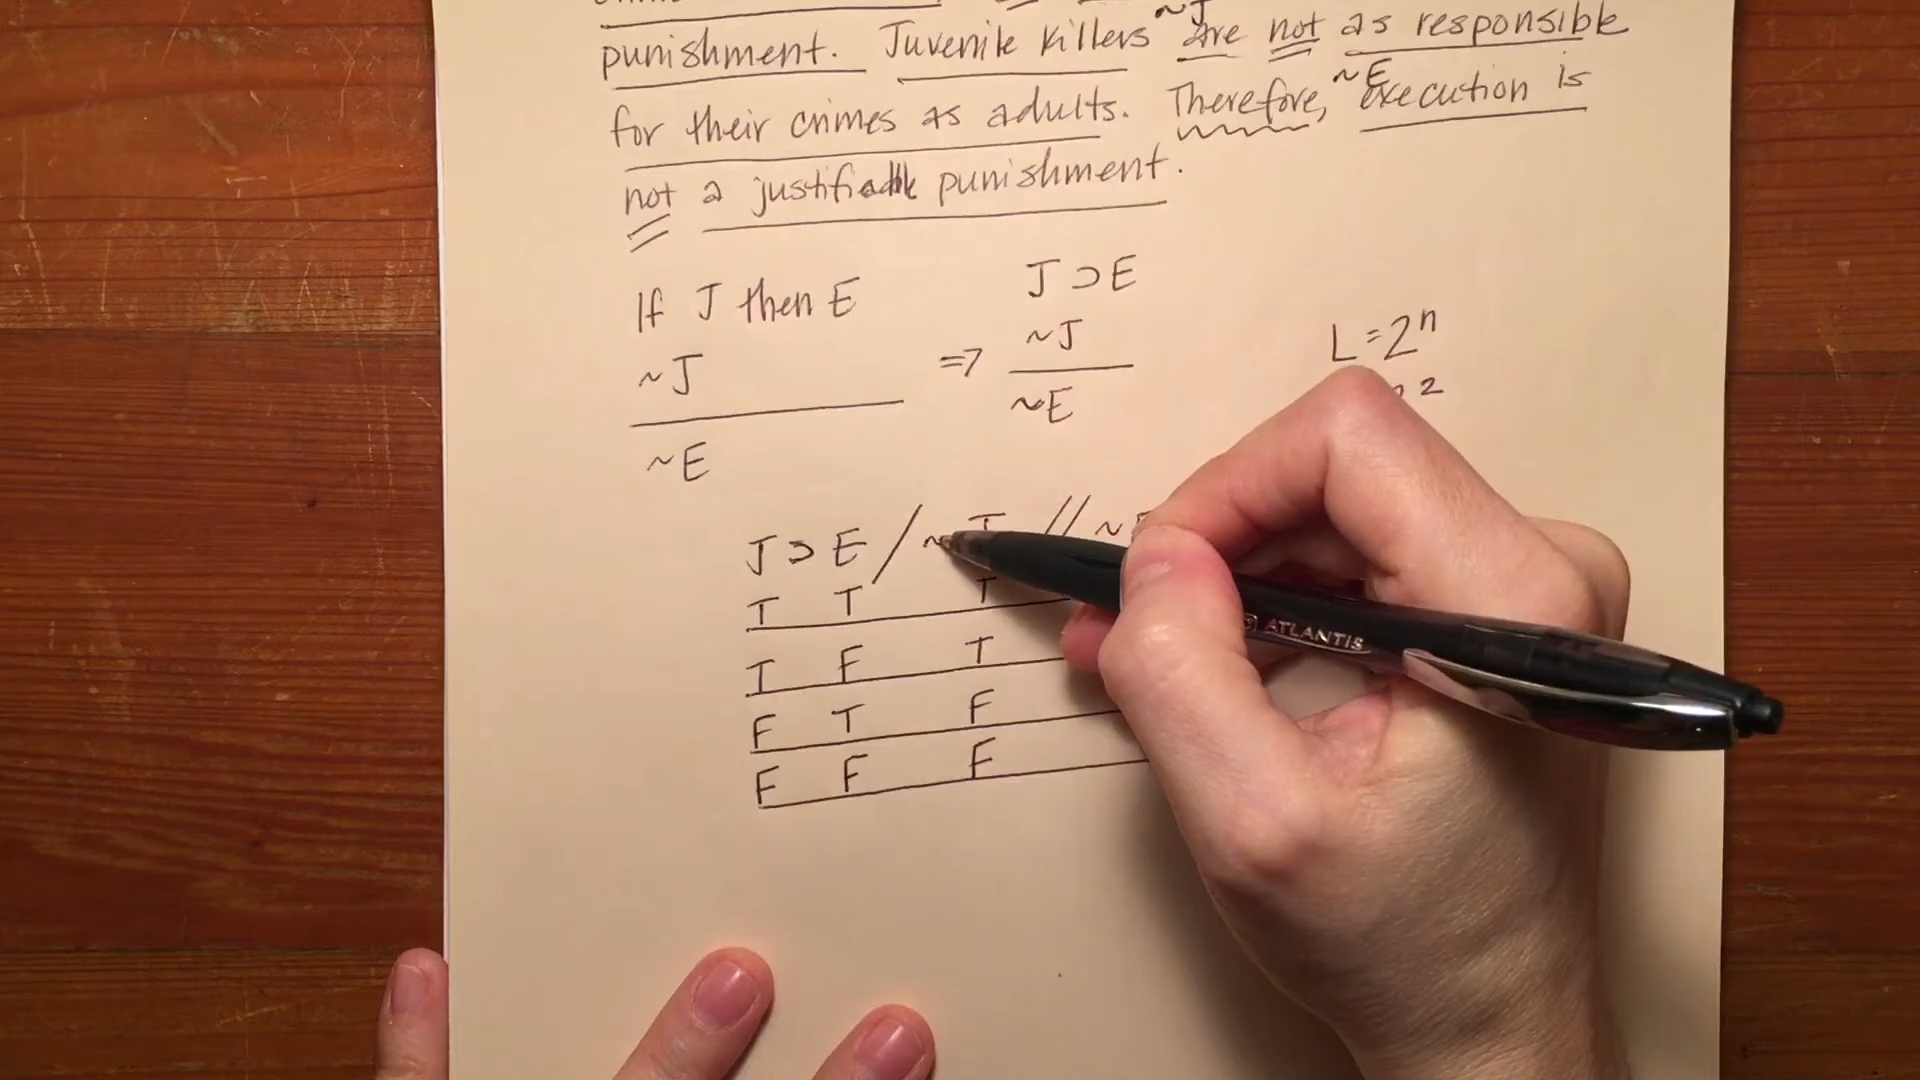 punishment. Juvenile killers ~J are not as responsible
for their crimes as adults. Therefore, ~E execution is
not a justifiable punishment.
If J then E
~J
~E
=>
J ⊃ E
~J
~E
L = 2ⁿ
2
J ⊃ E / ~ J // ~
T T T
T F T
F T F
F F F
ATLANTIS